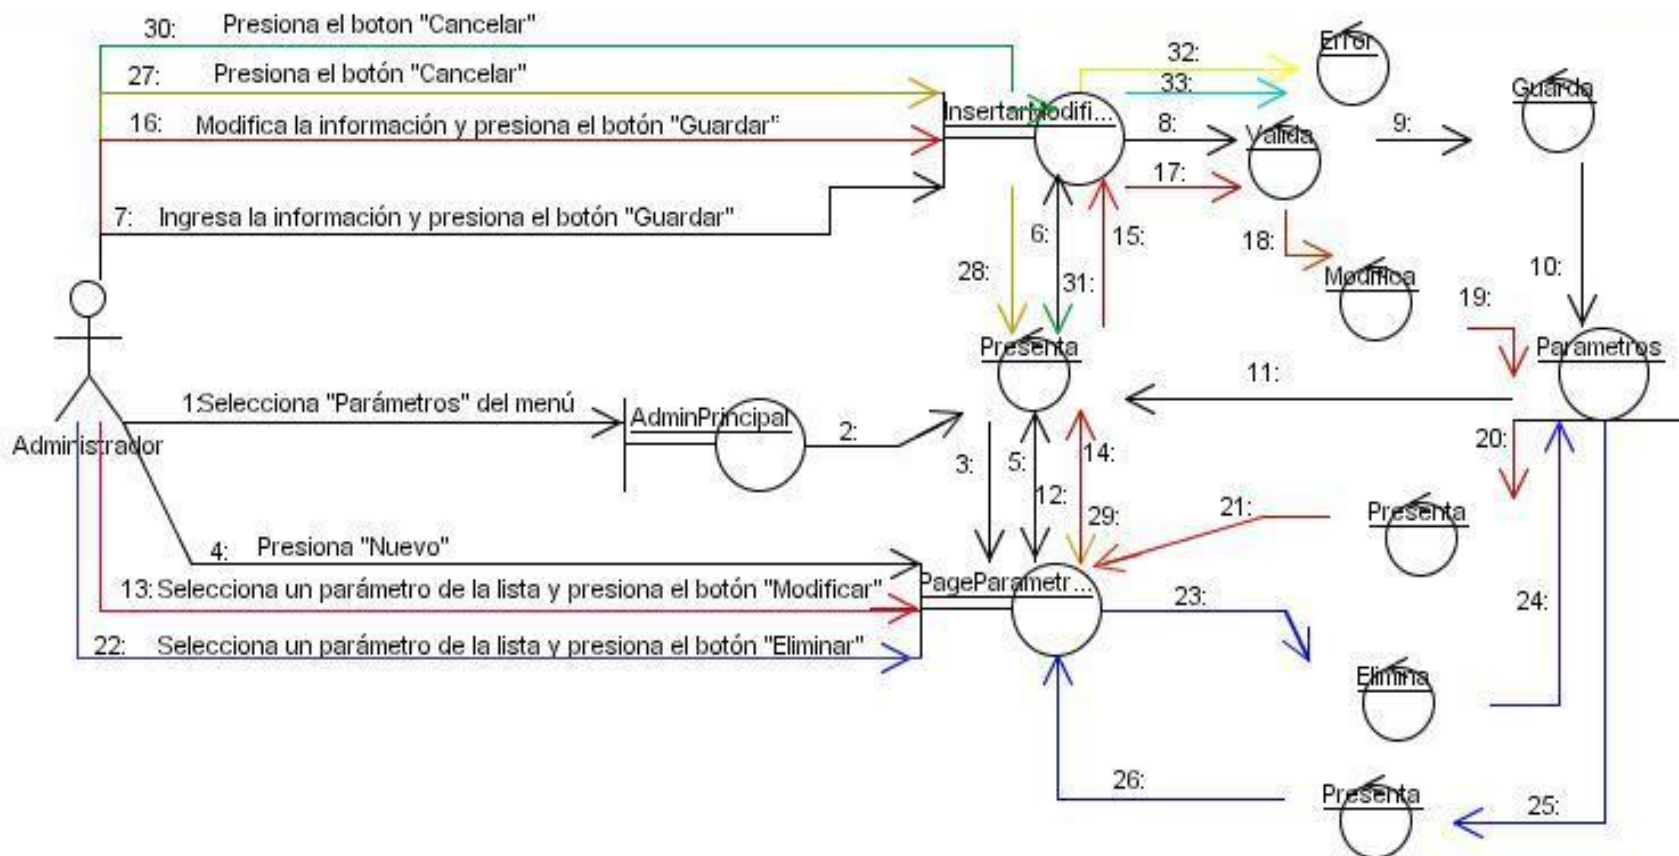 30: Presiona el boton "Cancelar"
27: Presiona el botón "Cancelar"
16: Modifica la información y presiona el botón "Guardar"
7: Ingresa la información y presiona el botón "Guardar"
InsertarModifi...
32:
33:
Error
8:
Valida
9:
Guarda
17:
18:
Modifica
6:
15:
28:
31:
10:
19:
Presenta
Parametros
11:
Administrador
1:Selecciona "Parámetros" del menú
AdminPrincipal
2:
3:
5:
14:
12:
29:
20:
21:
Presenta
4: Presiona "Nuevo"
13:Selecciona un parámetro de la lista y presiona el botón "Modificar"
22: Selecciona un parámetro de la lista y presiona el botón "Eliminar"
PageParametr...
23:
24:
Elimina
26:
Presenta
25: